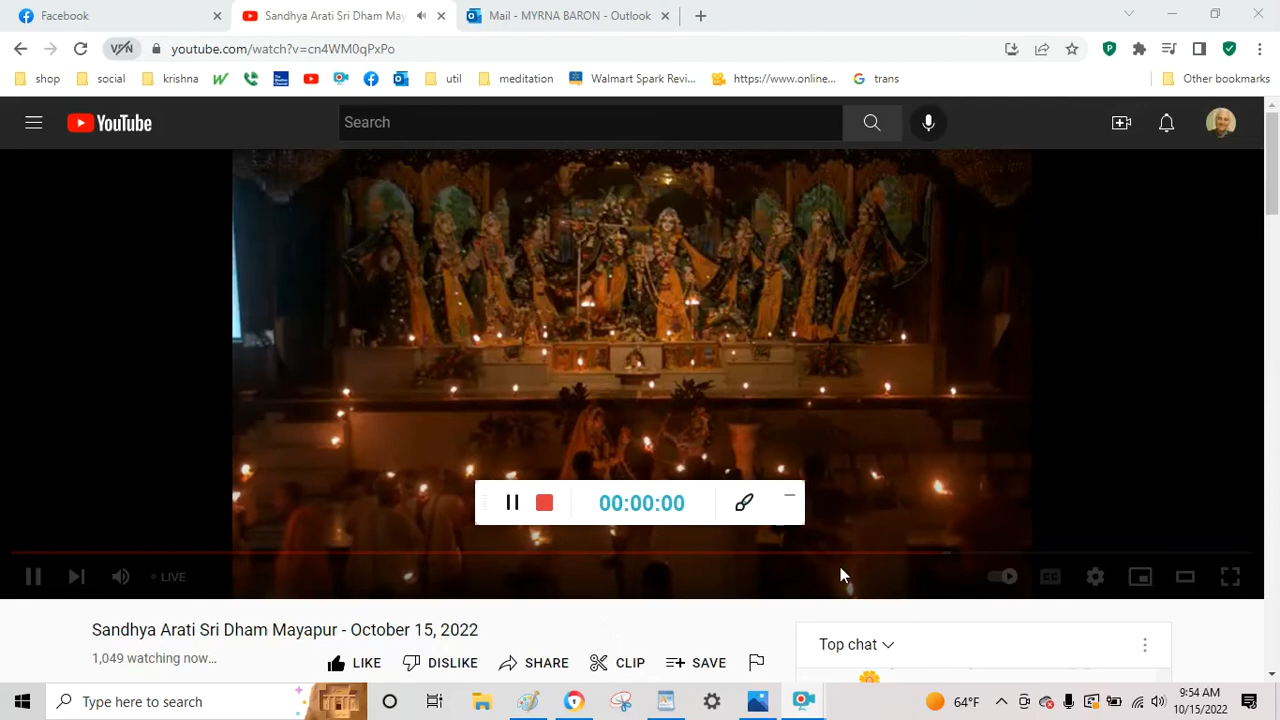 Facebook
Sandhya Arati Sri Dham May
Mail - MYRNA BARON - Outlook
VPN
youtube.com/watch?v=cn4WM0qPxPo
shop
social
krishna
util
meditation
Walmart Spark Revi...
https://www.online...
trans
Other bookmarks
YouTube
Search
00:00:00
LIVE
CC
Sandhya Arati Sri Dham Mayapur - October 15, 2022
1,049 watching now...
LIKE
DISLIKE
SHARE
CLIP
SAVE
Top chat
Type here to search
64°F
9:54 AM
10/15/2022